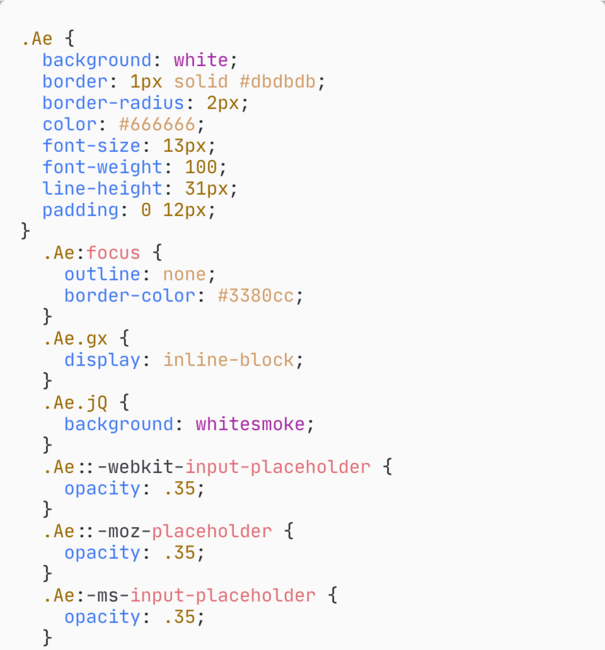 .Ae {
  background: white;
  border: 1px solid #dbdbdb;
  border-radius: 2px;
  color: #666666;
  font-size: 13px;
  font-weight: 100;
  line-height: 31px;
  padding: 0 12px;
}
  .Ae:focus {
    outline: none;
    border-color: #3380cc;
  }
  .Ae.gx {
    display: inline-block;
  }
  .Ae.jQ {
    background: whitesmoke;
  }
  .Ae::-webkit-input-placeholder {
    opacity: .35;
  }
  .Ae::-moz-placeholder {
    opacity: .35;
  }
  .Ae:-ms-input-placeholder {
    opacity: .35;
  }